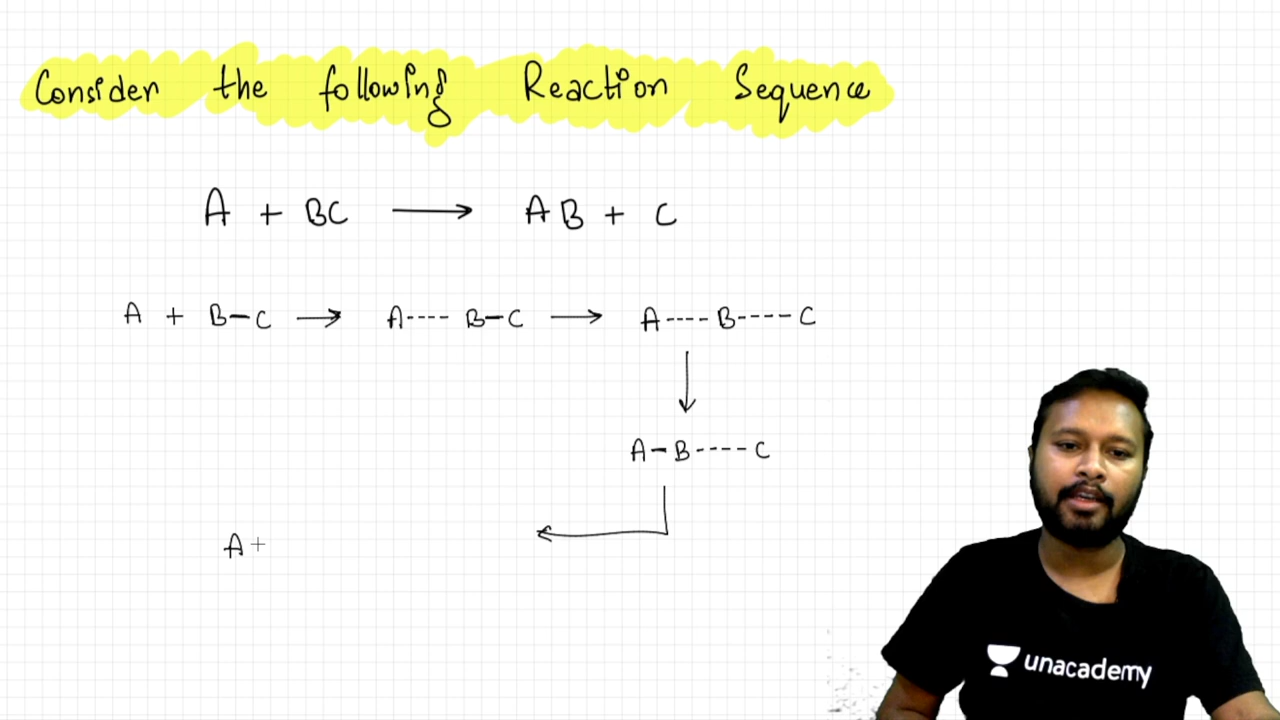 Consider the following Reaction Sequence
A + BC ⟶ AB + C
A + B–C ⟶ A---- B–C ⟶ A----B----C
A–B----C
A +
unacademy